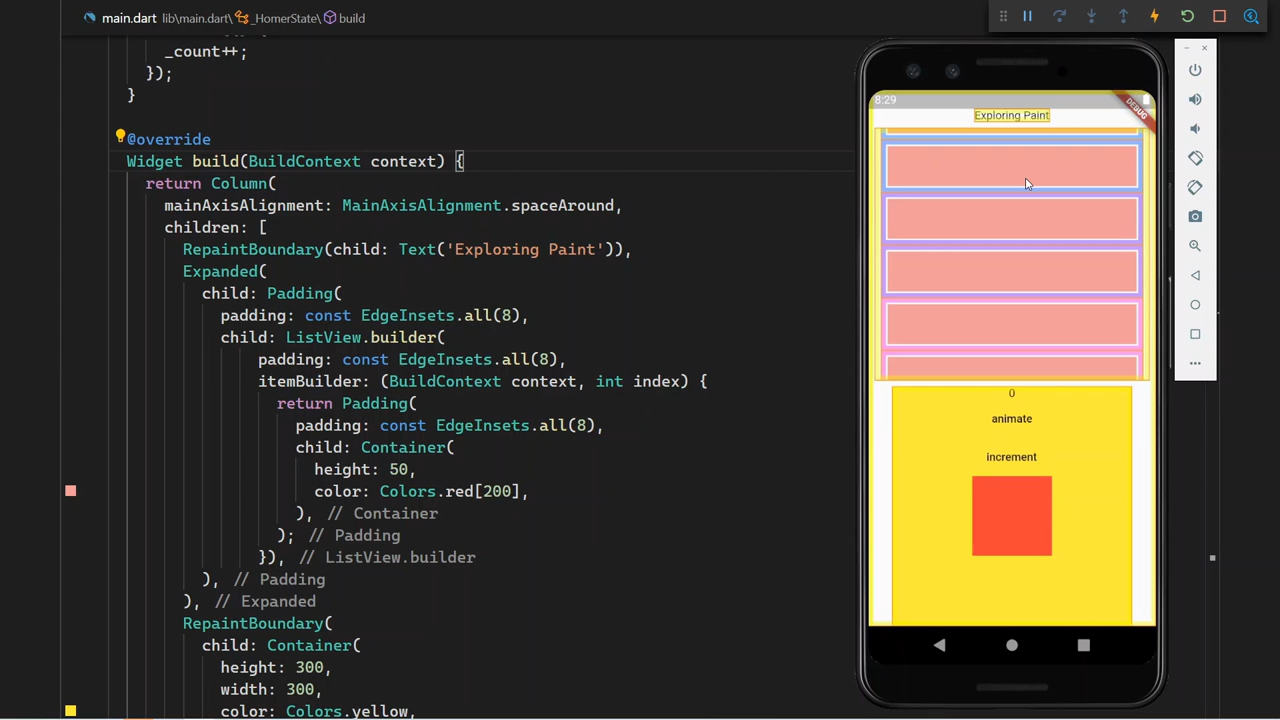 main.dart lib\main.dart\ _HomerState\ build
_count++;
});
}
@override
Widget build(BuildContext context) {
return Column(
mainAxisAlignment: MainAxisAlignment.spaceAround,
children: [
RepaintBoundary(child: Text('Exploring Paint')),
Expanded(
child: Padding(
padding: const EdgeInsets.all(8),
child: ListView.builder(
padding: const EdgeInsets.all(8),
itemBuilder: (BuildContext context, int index) {
return Padding(
padding: const EdgeInsets.all(8),
child: Container(
height: 50,
color: Colors.red[200],
), // Container
); // Padding
}), // ListView.builder
), // Padding
), // Expanded
RepaintBoundary(
child: Container(
height: 300,
width: 300,
color: Colors.yellow,
8:29
DEBUG
Exploring Paint
0
animate
increment